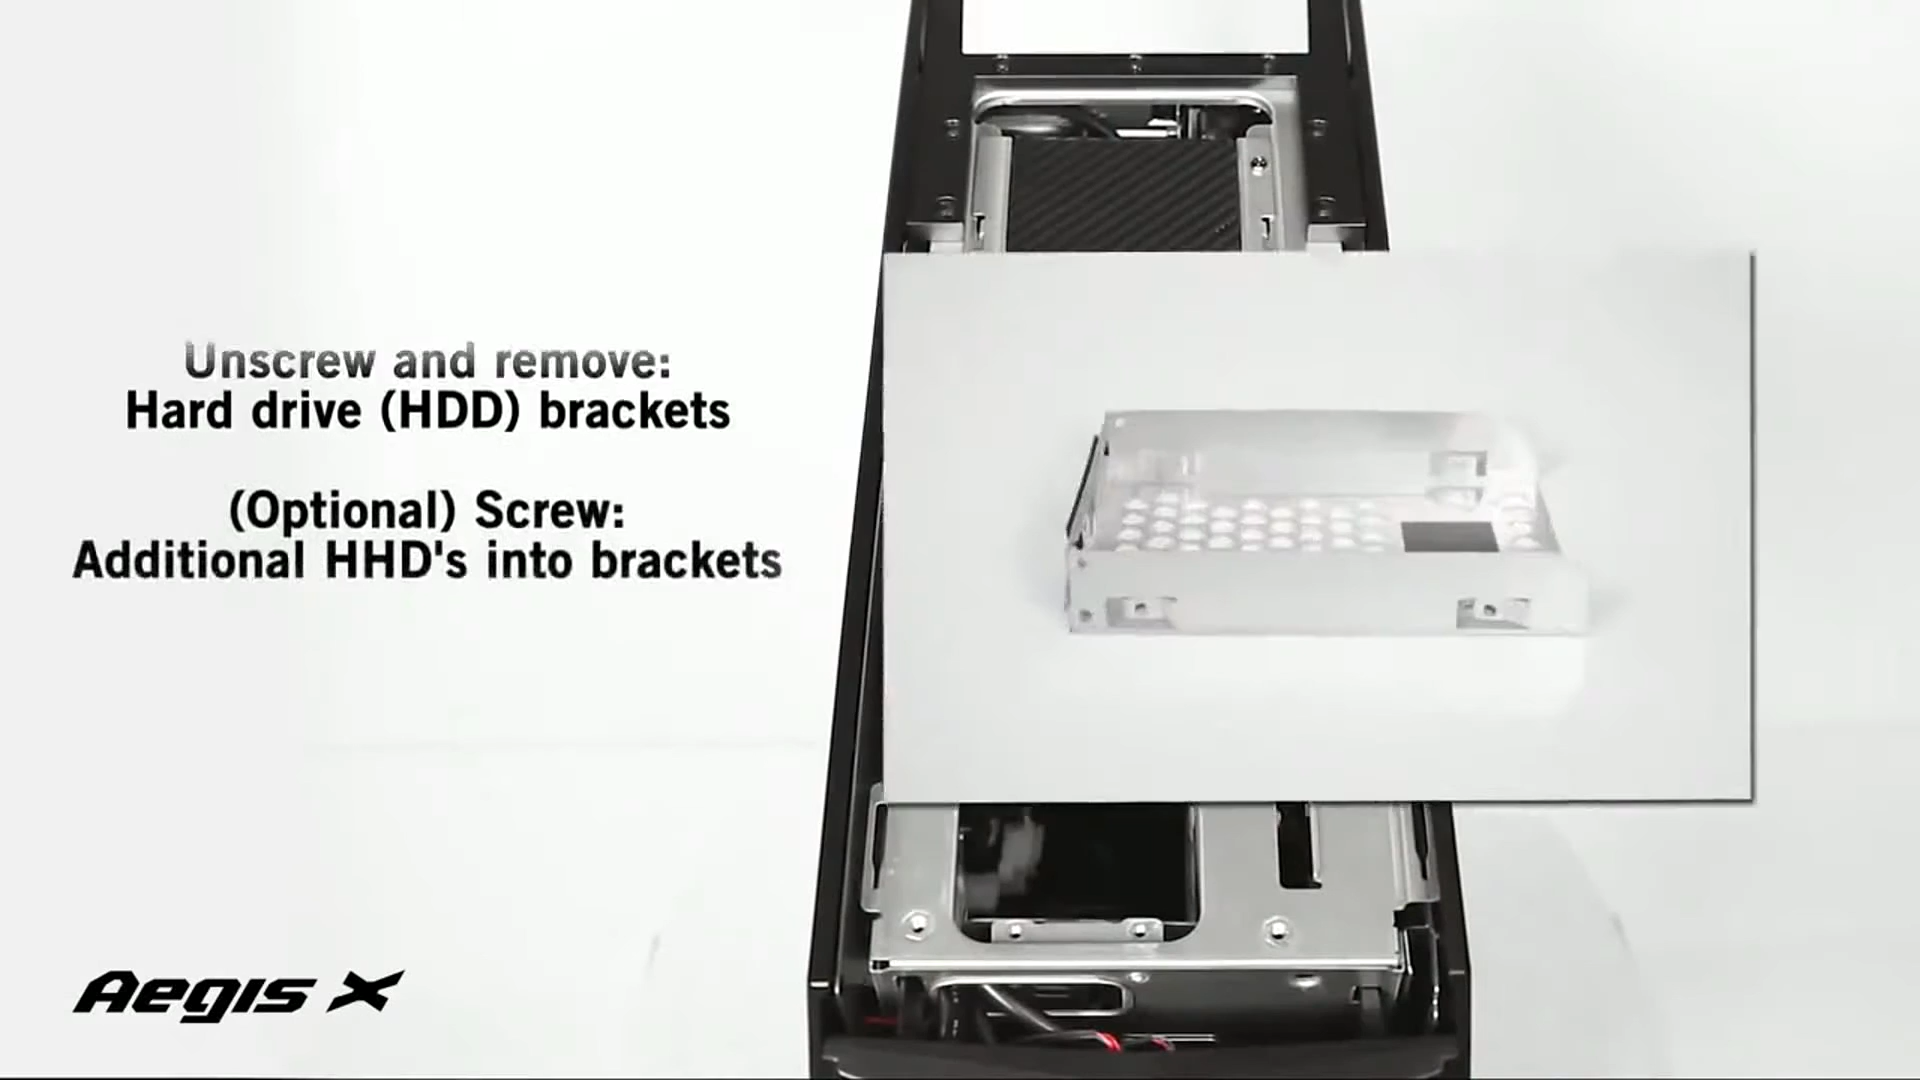 Unscrew and remove:
Hard drive (HDD) brackets
(Optional) Screw:
Additional HHD's into brackets
Aegis X